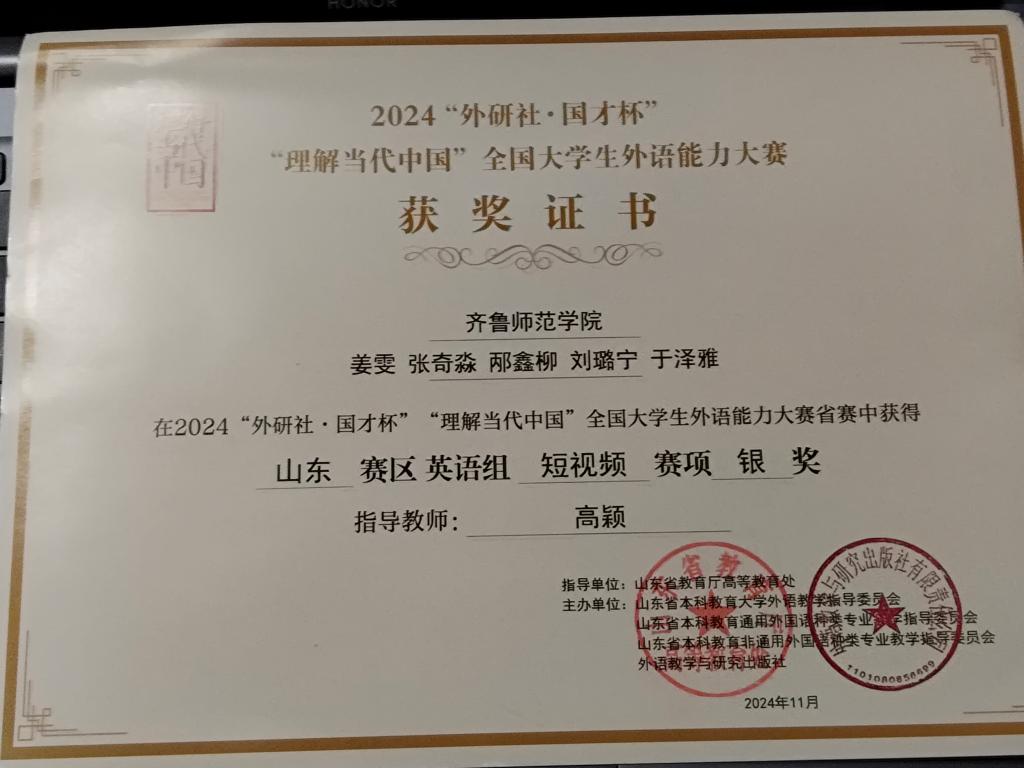 HONOR
2024“外研社·国才杯”
“理解当代中国”全国大学生外语能力大赛
获奖证书
齐鲁师范学院
姜雯 张奇淼 邴鑫柳 刘璐宁 于泽雅
在2024“外研社·国才杯”“理解当代中国”全国大学生外语能力大赛省赛中获得
山东 赛区 英语组 短视频 赛项 银 奖
指导教师： 高颖
指导单位：山东省教育厅高等教育处
主办单位：山东省本科教育大学外语教学指导委员会
山东省本科教育通用外国语种类专业教学指导委员会
山东省本科教育非通用外国语种类专业教学指导委员会
外语教学与研究出版社
2024年11月